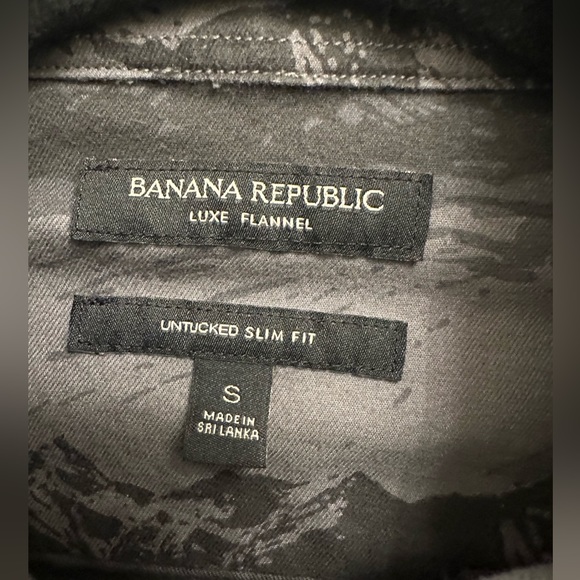 BANANA REPUBLIC
LUXE FLANNEL
UNTUCKED SLIM FIT
S
MADE IN
SRI LANKA